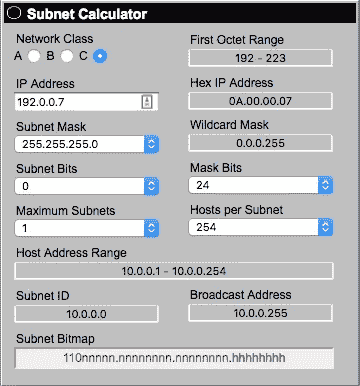 Subnet Calculator
Network Class
First Octet Range
A B C
192 - 223
IP Address
Hex IP Address
192.0.0.7
0A.00.00.07
Subnet Mask
Wildcard Mask
255.255.255.0
0.0.0.255
Subnet Bits
Mask Bits
0
24
Maximum Subnets
Hosts per Subnet
1
254
Host Address Range
10.0.0.1 - 10.0.0.254
Subnet ID
Broadcast Address
10.0.0.0
10.0.0.255
Subnet Bitmap
110nnnnn.nnnnnnnn.nnnnnnnn.hhhhhhhh